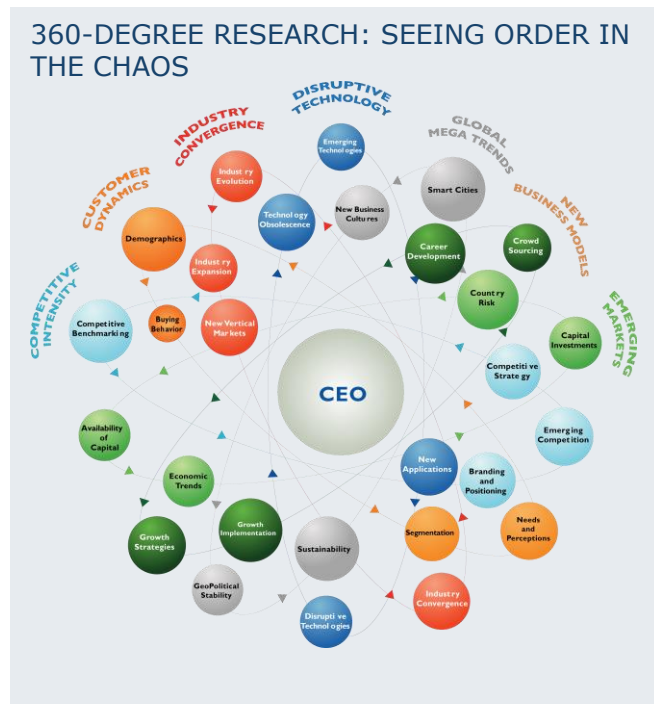 360-DEGREE RESEARCH: SEEING ORDER IN
THE CHAOS
DISRUPTIVE
TECHNOLOGY
INDUSTRY
CONVERGENCE
GLOBAL
MEGA TRENDS
CUSTOMER
DYNAMICS
NEW
BUSINESS MODELS
COMPETITIVE
INTENSITY
EMERGING
MARKETS
Emerging
Technologies
Industry
Evolution
Smart Cities
Technology
Obsolescence
New Business
Cultures
Demographics
Career
Development
Crowd
Sourcing
Industry
Expansion
Country
Risk
Competitive
Benchmarking
Buying
Behavior
New Vertical
Markets
Capital
Investments
Competitive
Strategy
CEO
Availability
of
Capital
Emerging
Competition
Economic
Trends
New
Applications
Branding
and
Positioning
Growth
Strategies
Growth
Implementation
Sustainability
Segmentation
Needs
and
Perceptions
GeoPolitical
Stability
Disruptive
Technologies
Industry
Convergence